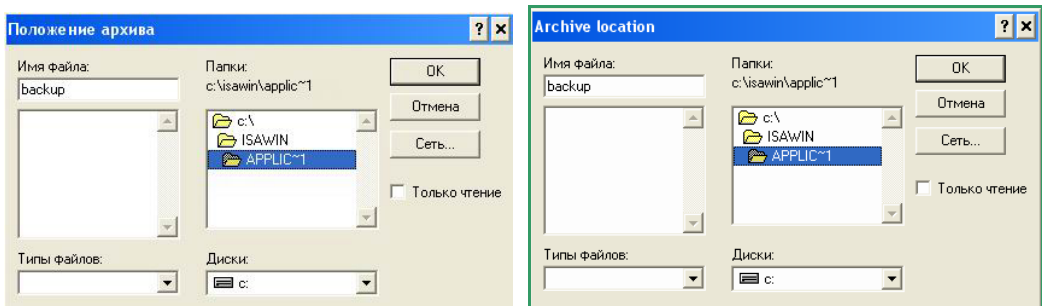 Положение архива
Имя файла:
backup
Папки:
c:\isawin\applic~1
c:\
ISAWIN
APPLIC~1
OK
Отмена
Сеть...
Только чтение
Типы файлов:
Диски:
c:
Archive location
Имя файла:
backup
Папки:
c:\isawin\applic~1
c:\
ISAWIN
APPLIC~1
OK
Отмена
Сеть...
Только чтение
Типы файлов:
Диски:
c: